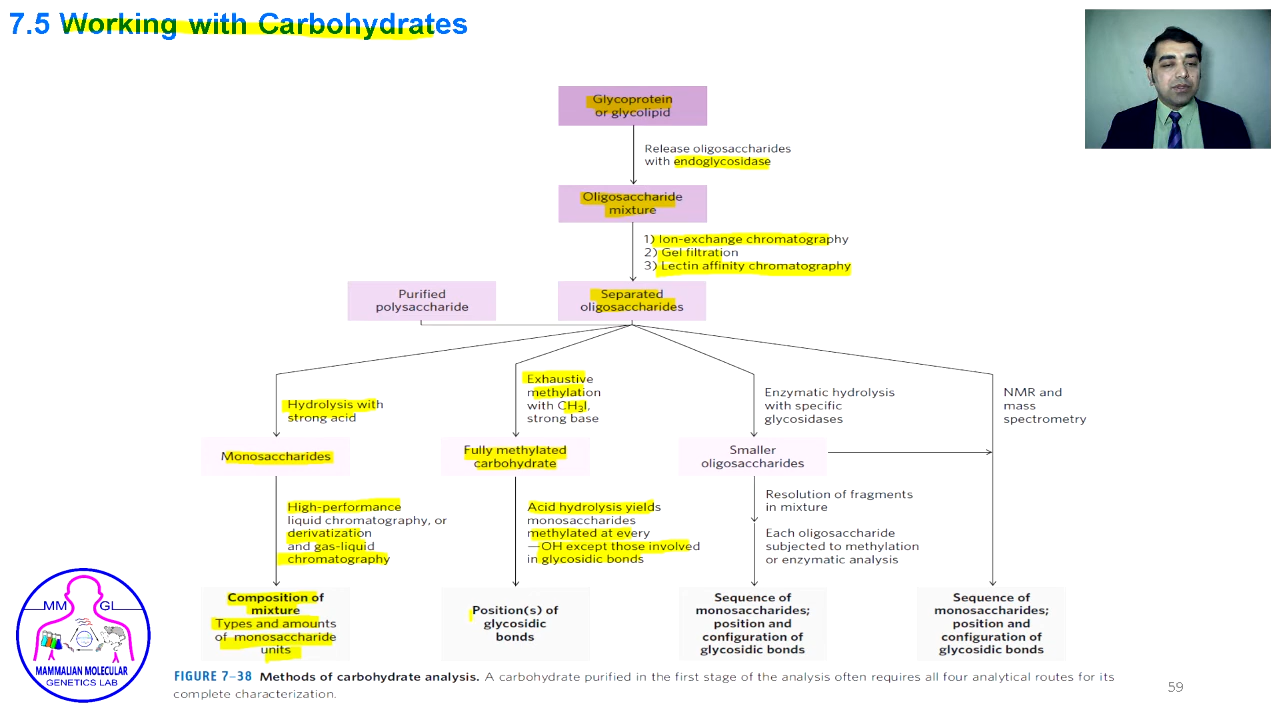 7.5 Working with Carbohydrates
Glycoprotein
or glycolipid
Release oligosaccharides
with endoglycosidase
Oligosaccharide
mixture
1) Ion-exchange chromatography
2) Gel filtration
3) Lectin affinity chromatography
Purified
polysaccharide
Separated
oligosaccharides
Hydrolysis with
strong acid
Exhaustive
methylation
with CH3I,
strong base
Enzymatic hydrolysis
with specific
glycosidases
NMR and
mass
spectrometry
Monosaccharides
Fully methylated
carbohydrate
Smaller
oligosaccharides
High-performance
liquid chromatography, or
derivatization
and gas-liquid
chromatography
Acid hydrolysis yields
monosaccharides
methylated at every
—OH except those involved
in glycosidic bonds
Resolution of fragments
in mixture
Each oligosaccharide
subjected to methylation
or enzymatic analysis
Composition of
mixture
Types and amounts
of monosaccharide
units
Position(s) of
glycosidic
bonds
Sequence of
monosaccharides;
position and
configuration of
glycosidic bonds
Sequence of
monosaccharides;
position and
configuration of
glycosidic bonds
MM GL
MAMMALIAN MOLECULAR
GENETICS LAB
FIGURE 7–38 Methods of carbohydrate analysis. A carbohydrate purified in the first stage of the analysis often requires all four analytical routes for its
complete characterization.
59